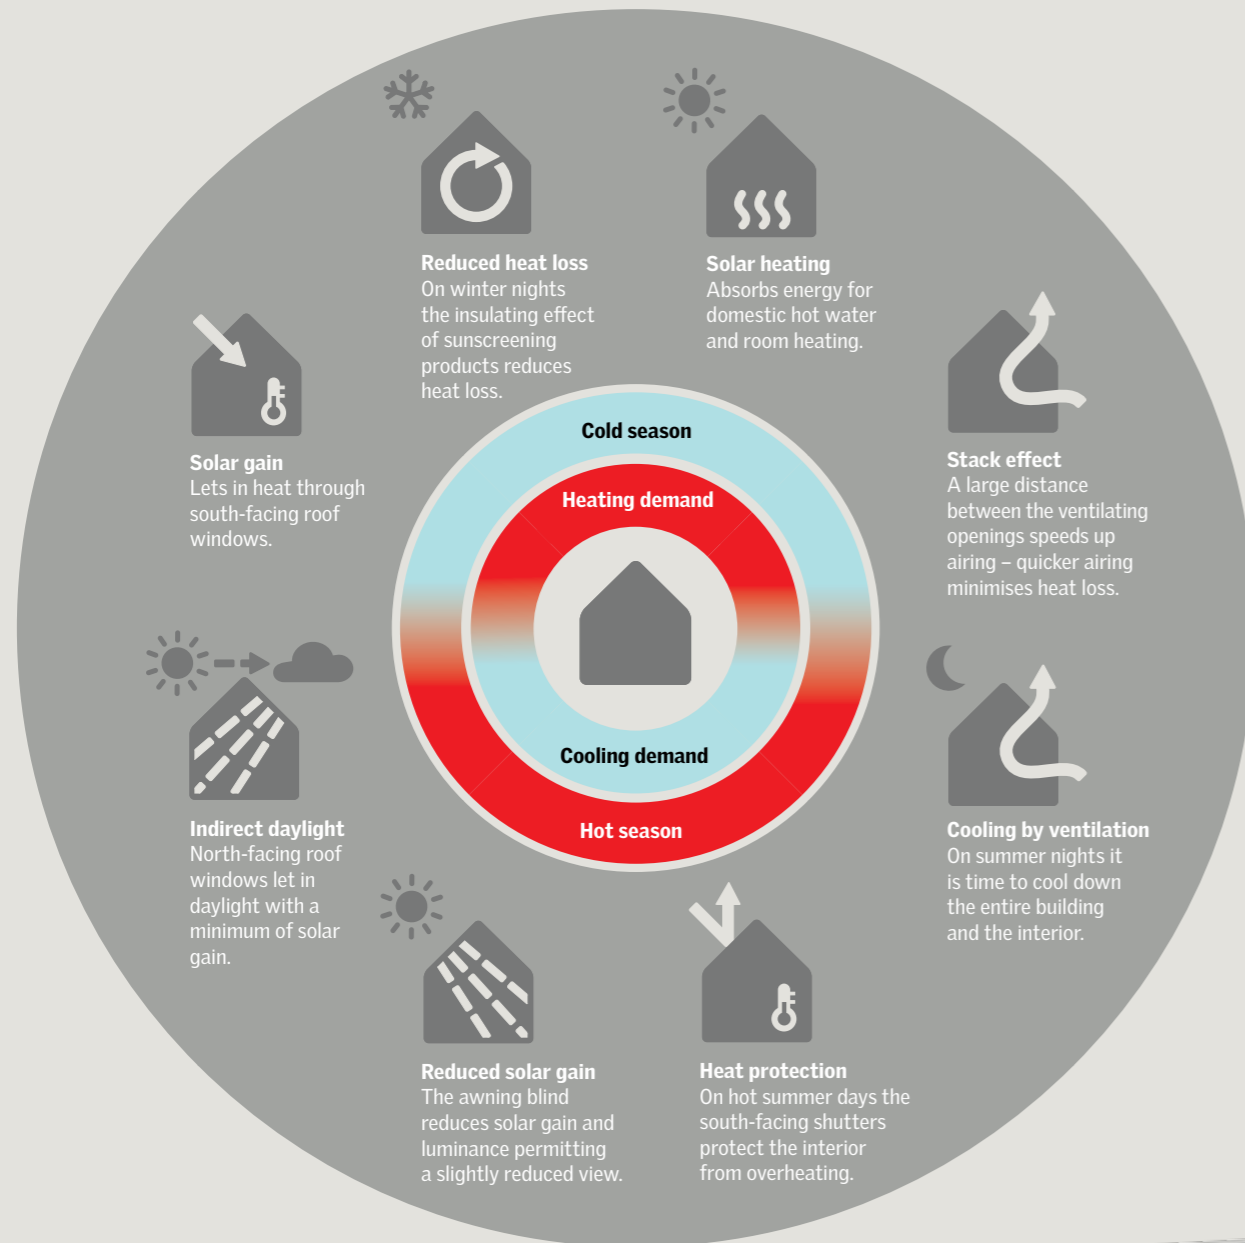 Reduced heat loss
On winter nights
the insulating effect
of sunscreening
products reduces
heat loss.
Solar heating
Absorbs energy for
domestic hot water
and room heating.
Solar gain
Lets in heat through
south-facing roof
windows.
Stack effect
A large distance
between the ventilating
openings speeds up
airing – quicker airing
minimises heat loss.
Cold season
Heating demand
Cooling demand
Hot season
Indirect daylight
North-facing roof
windows let in
daylight with a
minimum of solar
gain.
Cooling by ventilation
On summer nights it
is time to cool down
the entire building
and the interior.
Reduced solar gain
The awning blind
reduces solar gain and
luminance permitting
a slightly reduced view.
Heat protection
On hot summer days the
south-facing shutters
protect the interior
from overheating.